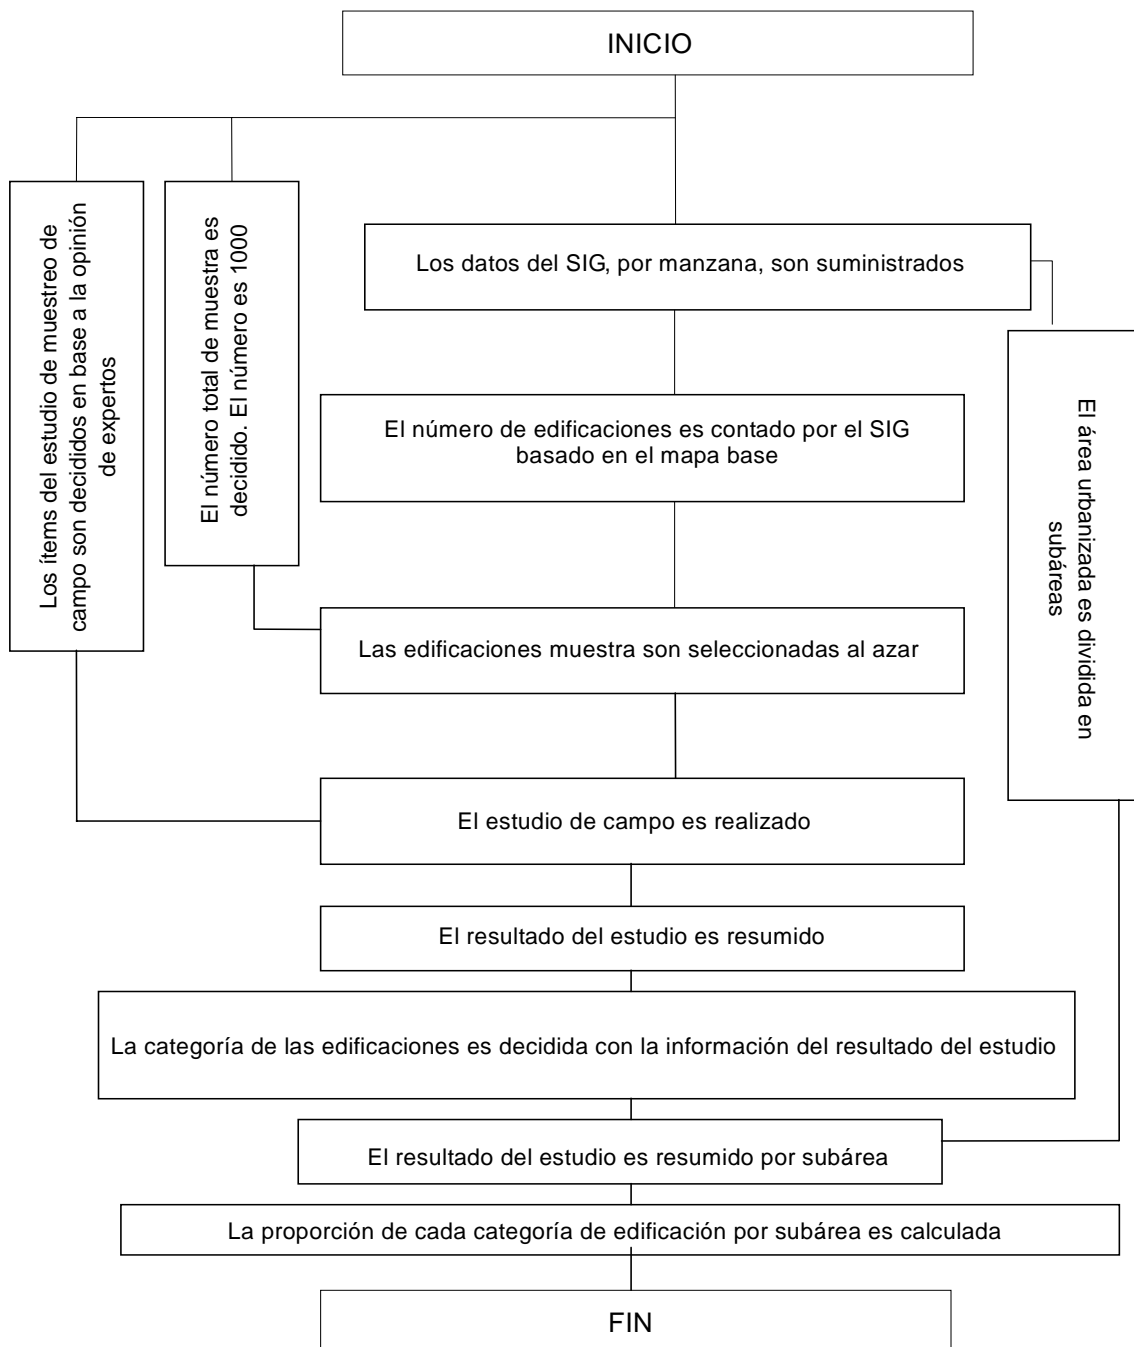 INICIO
Los ítems del estudio de muestreo de
campo son decididos en base a la opinión
de expertos
El número total de muestra es
decidido. El número es 1000
Los datos del SIG, por manzana, son suministrados
El número de edificaciones es contado por el SIG
basado en el mapa base
El área urbanizada es dividida en
subáreas
Las edificaciones muestra son seleccionadas al azar
El estudio de campo es realizado
El resultado del estudio es resumido
La categoría de las edificaciones es decidida con la información del resultado del estudio
El resultado del estudio es resumido por subárea
La proporción de cada categoría de edificación por subárea es calculada
FIN